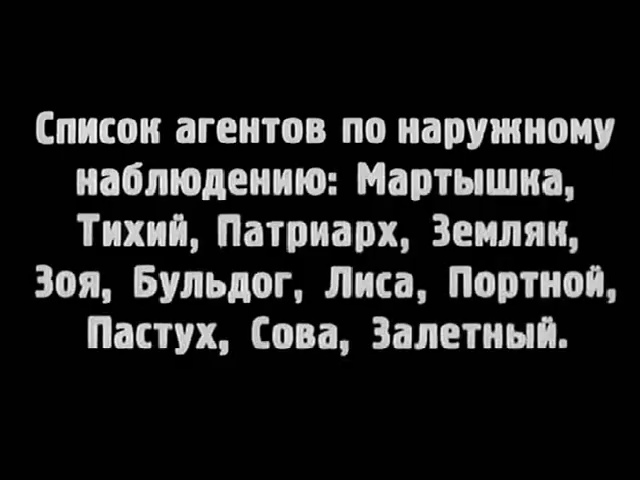 Список агентов по наружному
наблюдению: Мартышка,
Тихий, Патриарх, Земляк,
Зоя, Бульдог, Лиса, Портной,
Пастух, Сова, Залетный.